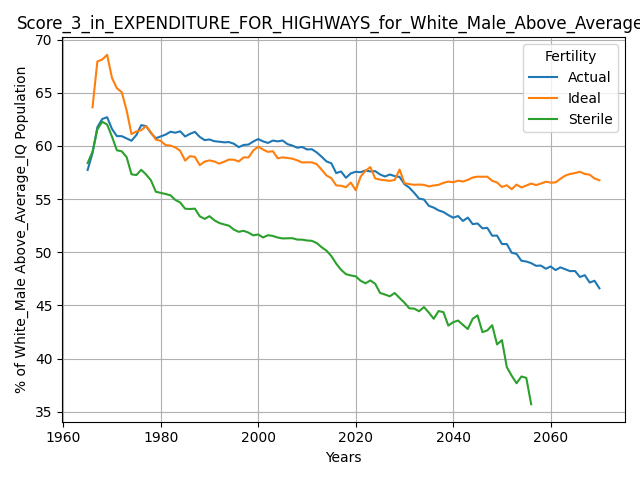 Score_3_in_EXPENDITURE_FOR_HIGHWAYS_for_White_Male_Above_Average
% of White_Male Above_Average_IQ Population
70
65
60
55
50
45
40
35
Fertility
Actual
Ideal
Sterile
1960
1980
2000
2020
2040
2060
Years